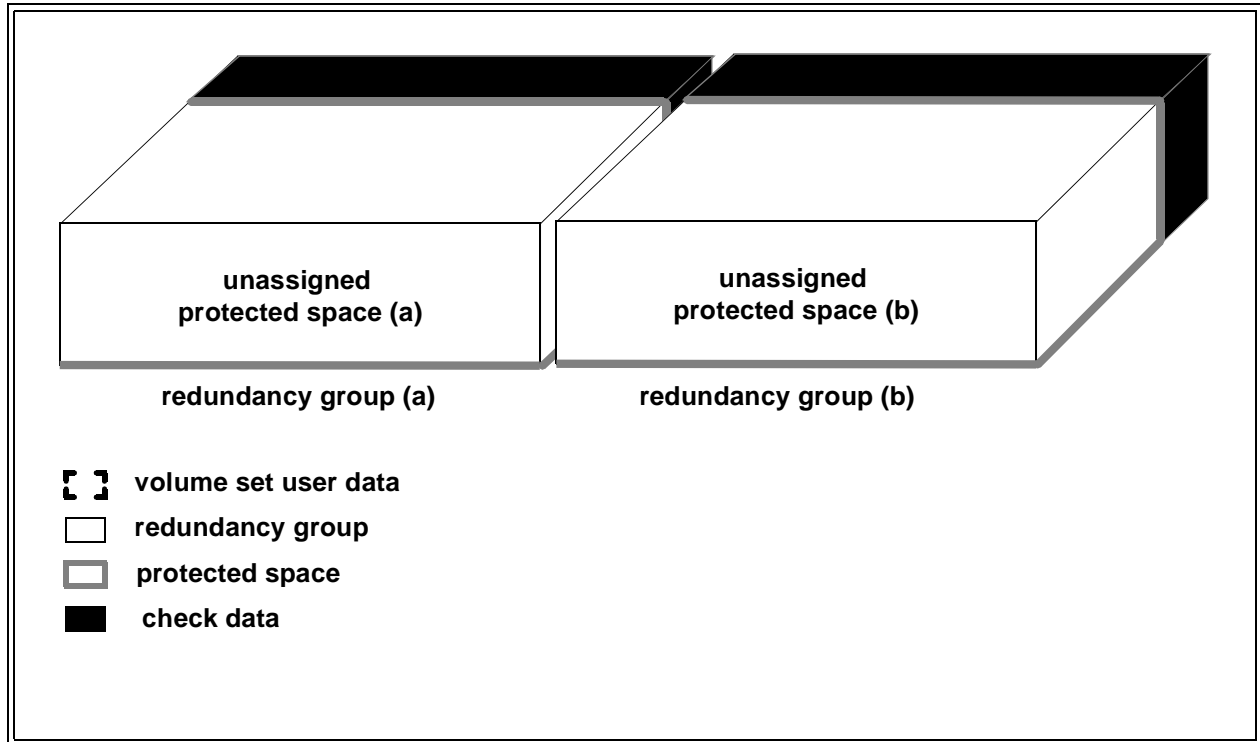 unassigned
protected space (a)
unassigned
protected space (b)
redundancy group (a)
redundancy group (b)
volume set user data
redundancy group
protected space
check data